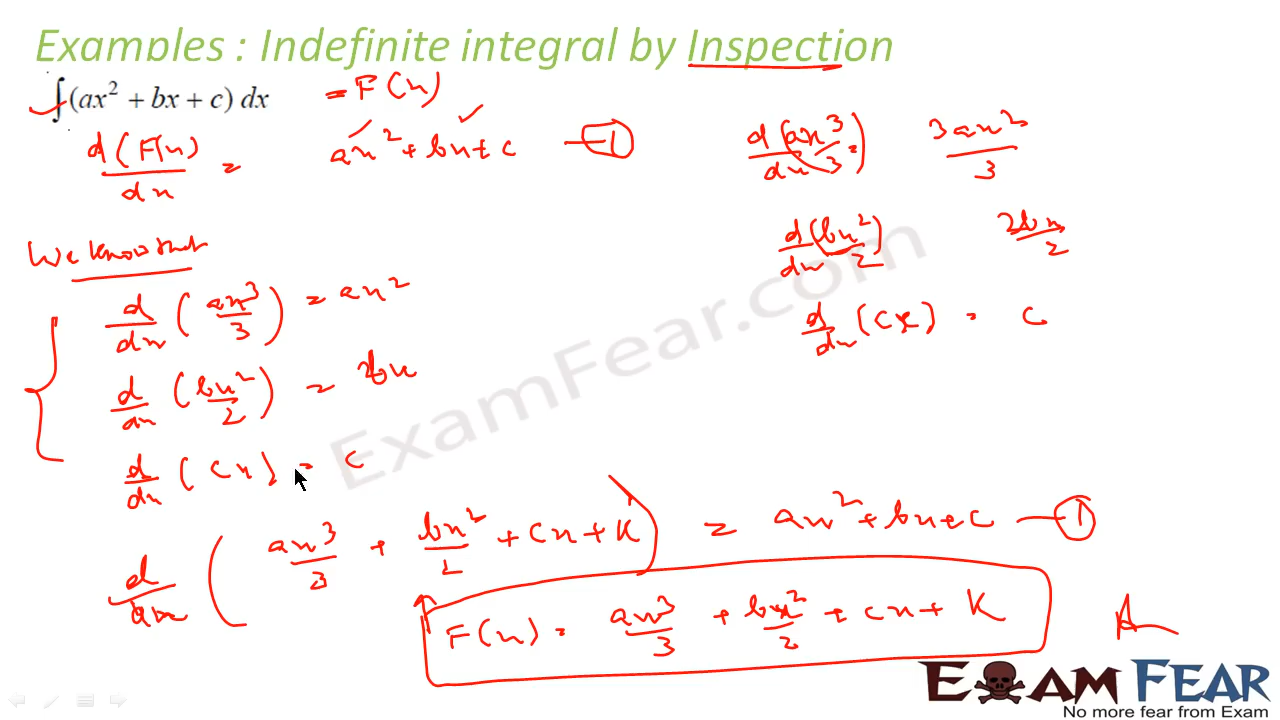 Examples : Indefinite integral by Inspection
∫(ax² + bx + c) dx = F(x)
d(F(x))/dx = ax² + bx + c — 1
We know that
d/dx (ax³/3) = ax²
d/dx (bx²/2) = bx
d/dx (cx) = c
d/dx (ax³/3 + bx²/2 + cx + K) = ax² + bx + c — 1
F(x) = ax³/3 + bx²/2 + cx + K
d/dx (ax³/3) = 3ax²/3
d/dx (bx²/2) 2bx/2
d/dx (cx) = c
ExamFear.com
EXAM FEAR
No more fear from Exam